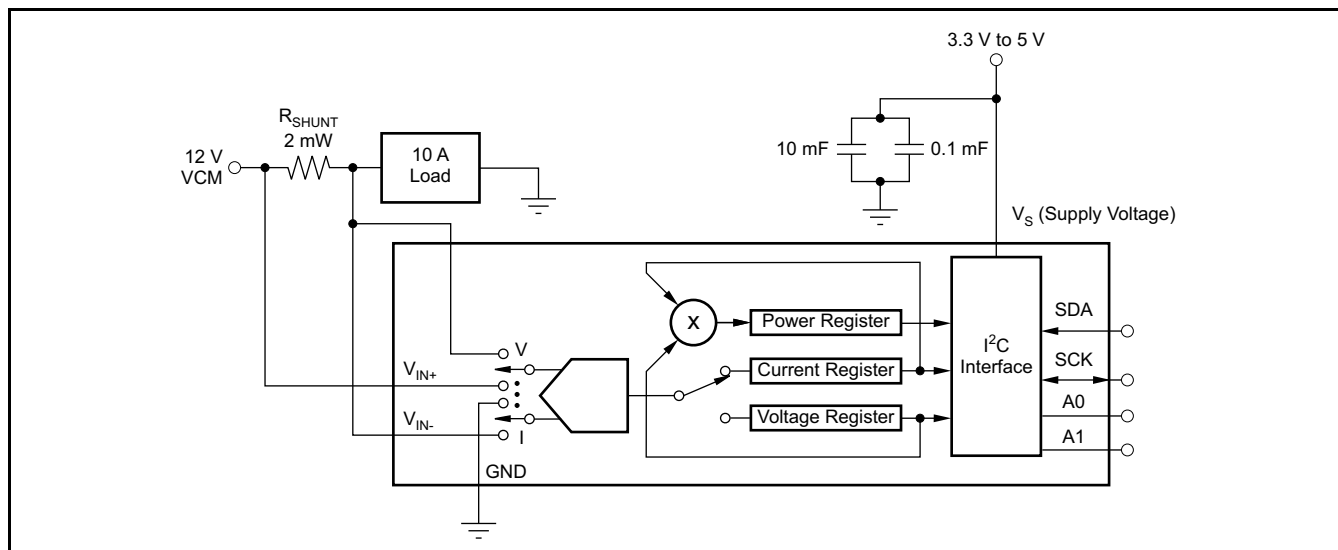 3.3 V to 5 V
R_SHUNT
2 mW
12 V
VCM
10 A
Load
10 mF
0.1 mF
V_S (Supply Voltage)
V
V_IN+
V_IN-
I
GND
X
Power Register
Current Register
Voltage Register
I²C
Interface
SDA
SCK
A0
A1